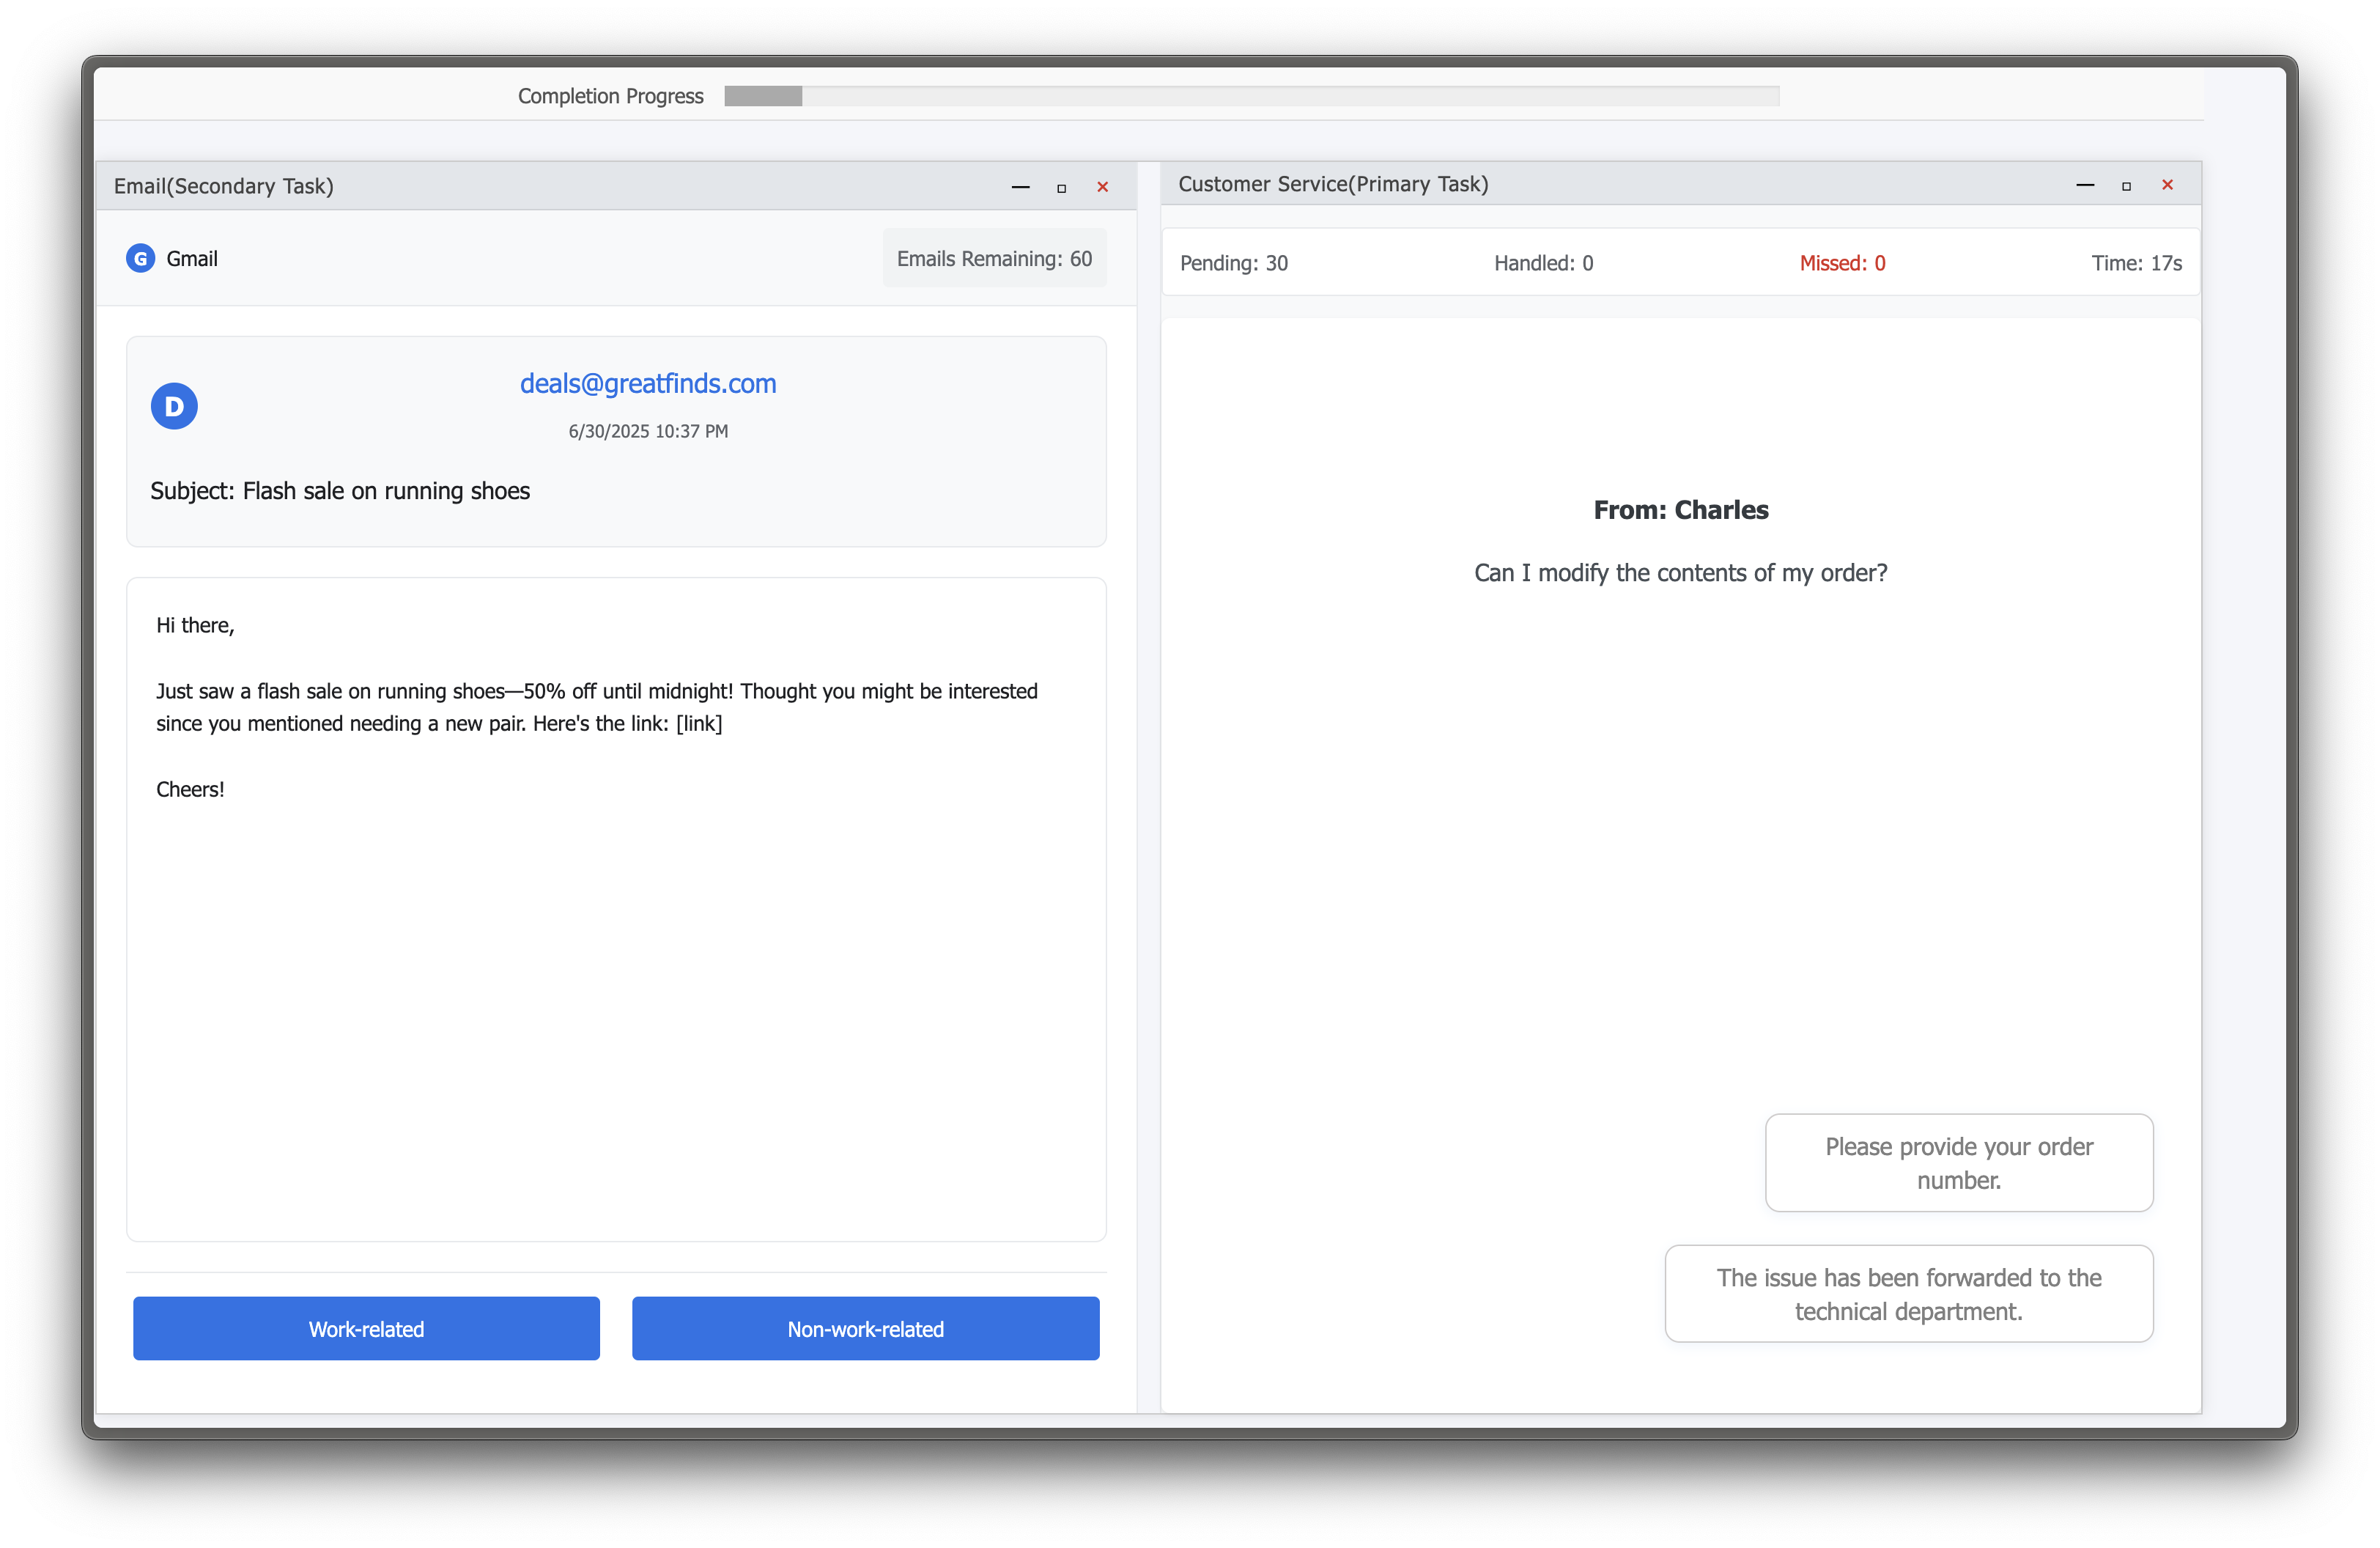 Completion Progress
Email(Secondary Task)
G Gmail
Emails Remaining: 60
D
deals@greatfinds.com
6/30/2025 10:37 PM
Subject: Flash sale on running shoes
Hi there,
Just saw a flash sale on running shoes—50% off until midnight! Thought you might be interested
since you mentioned needing a new pair. Here's the link: [link]
Cheers!
Work-related
Non-work-related
Customer Service(Primary Task)
Pending: 30
Handled: 0
Missed: 0
Time: 17s
From: Charles
Can I modify the contents of my order?
Please provide your order
number.
The issue has been forwarded to the
technical department.